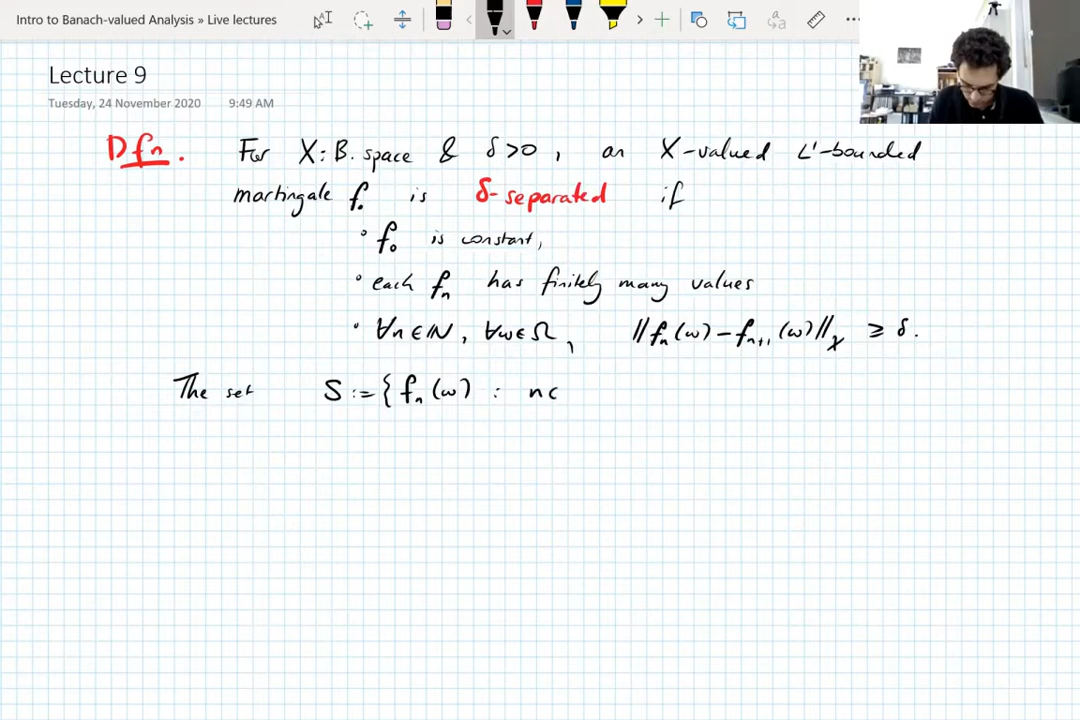 Intro to Banach-valued Analysis » Live lectures
Lecture 9
Tuesday, 24 November 2020 9:49 AM
Dfn. For X: B. space & δ>0, an X-valued L¹-bounded
martingale f. is δ-separated if
• f₀ is constant,
• each fₙ has finitely many values
• ∀n∈ℕ, ∀ω∈Ω, ‖fₙ(ω) - fₙ₊₁(ω)‖_X ≥ δ.
The set S := { fₙ(ω) : n